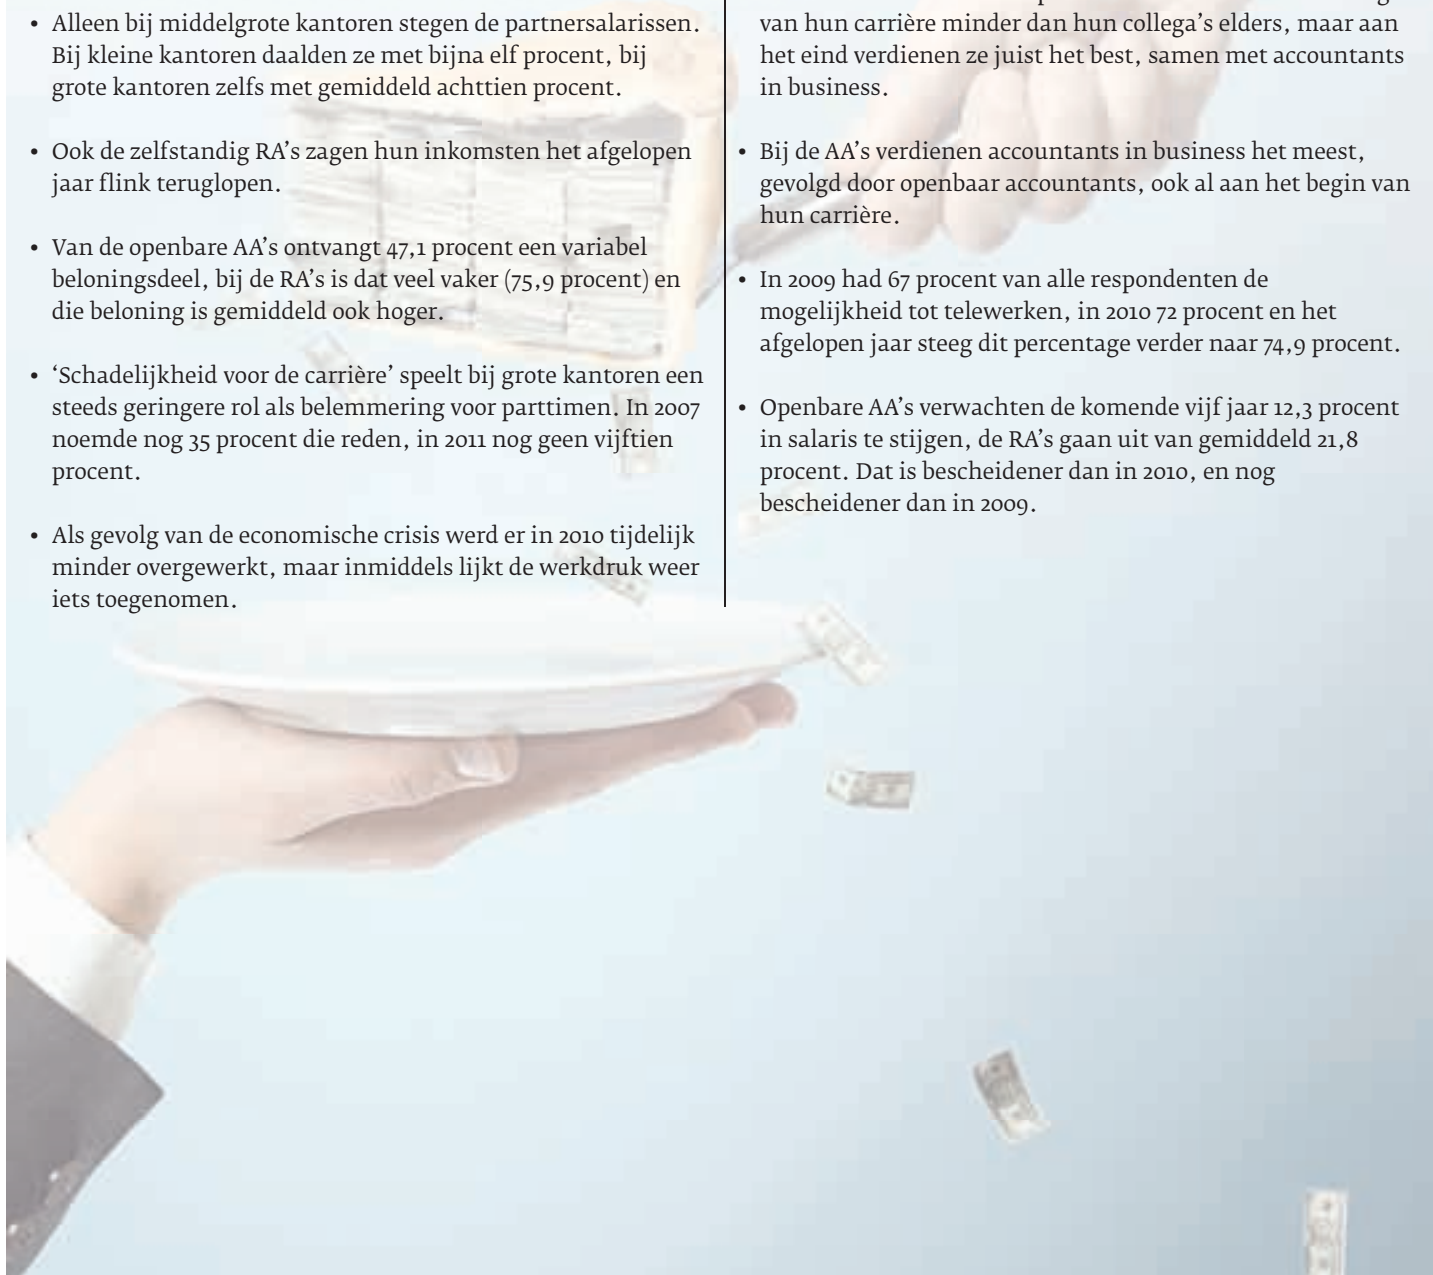 • Alleen bij middelgrote kantoren stegen de partnersalarissen.
Bij kleine kantoren daalden ze met bijna elf procent, bij
grote kantoren zelfs met gemiddeld achttien procent.
• Ook de zelfstandig RA’s zagen hun inkomsten het afgelopen
jaar flink teruglopen.
• Van de openbare AA’s ontvangt 47,1 procent een variabel
beloningsdeel, bij de RA’s is dat veel vaker (75,9 procent) en
die beloning is gemiddeld ook hoger.
• ‘Schadelijkheid voor de carrière’ speelt bij grote kantoren een
steeds geringere rol als belemmering voor parttimen. In 2007
noemde nog 35 procent die reden, in 2011 nog geen vijftien
procent.
• Als gevolg van de economische crisis werd er in 2010 tijdelijk
minder overgewerkt, maar inmiddels lijkt de werkdruk weer
iets toegenomen.
van hun carrière minder dan hun collega’s elders, maar aan
het eind verdienen ze juist het best, samen met accountants
in business.
• Bij de AA’s verdienen accountants in business het meest,
gevolgd door openbaar accountants, ook al aan het begin van
hun carrière.
• In 2009 had 67 procent van alle respondenten de
mogelijkheid tot telewerken, in 2010 72 procent en het
afgelopen jaar steeg dit percentage verder naar 74,9 procent.
• Openbare AA’s verwachten de komende vijf jaar 12,3 procent
in salaris te stijgen, de RA’s gaan uit van gemiddeld 21,8
procent. Dat is bescheidener dan in 2010, en nog
bescheidener dan in 2009.